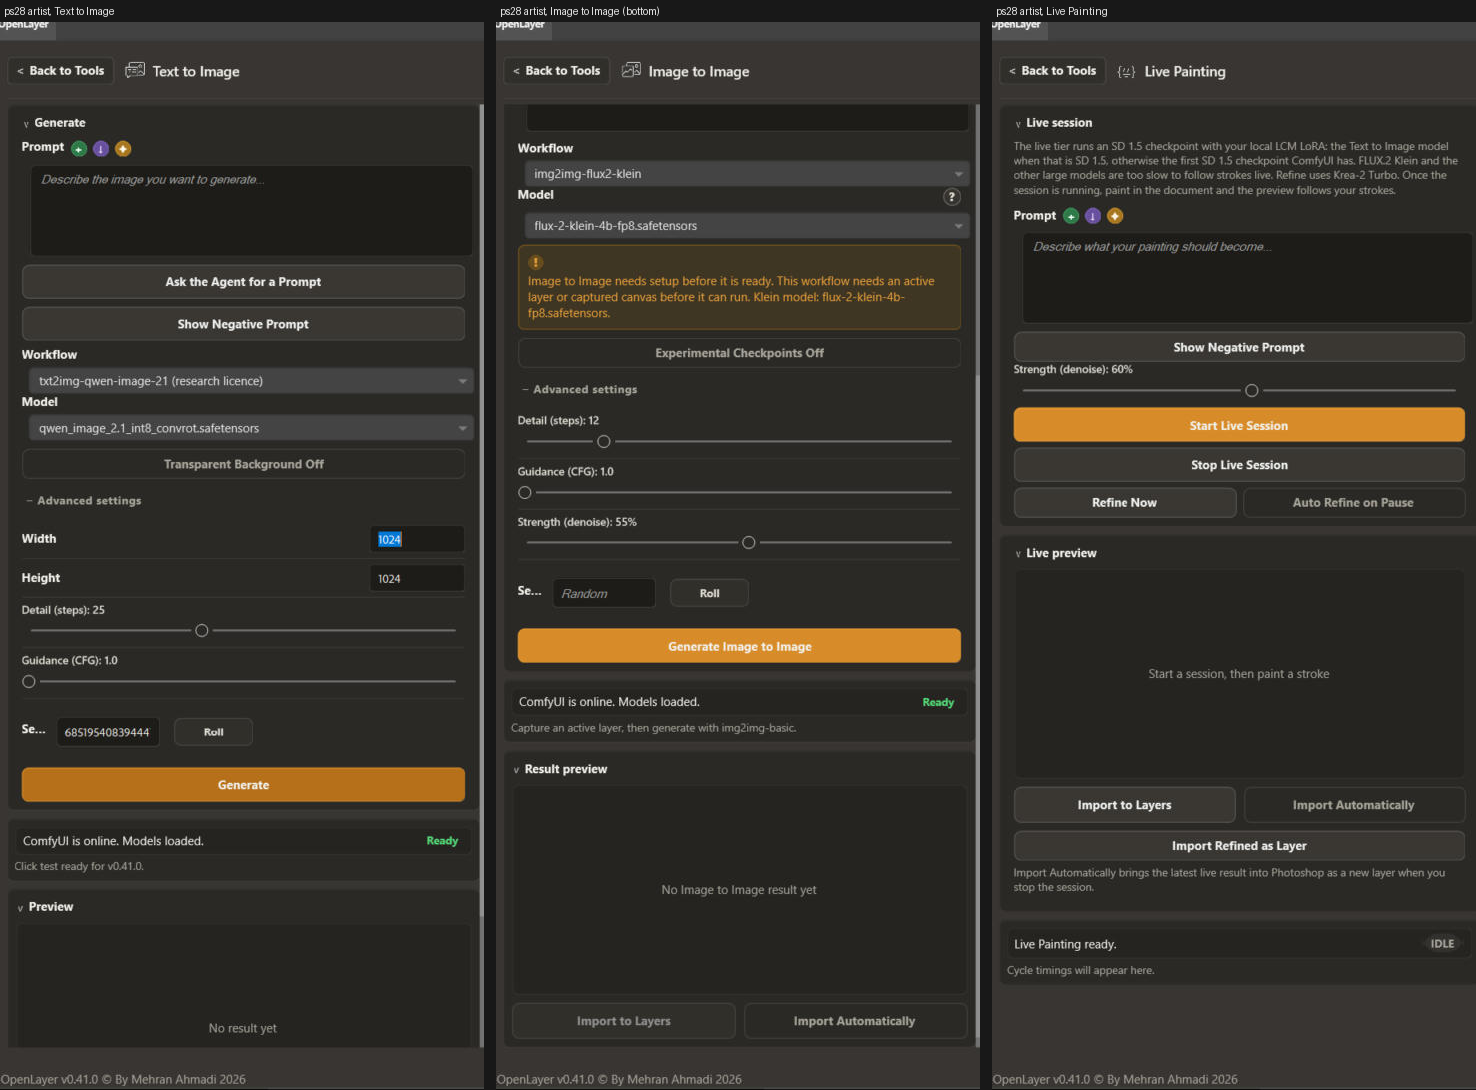 ps28 artist, Text to Image
OpenLayer
< Back to Tools
Text to Image
v Generate
Prompt + ↓ ✦
Describe the image you want to generate...
Ask the Agent for a Prompt
Show Negative Prompt
Workflow
txt2img-qwen-image-21 (research licence)
Model
qwen_image_2.1_int8_convrot.safetensors
Transparent Background Off
− Advanced settings
Width 1024
Height 1024
Detail (steps): 25
Guidance (CFG): 1.0
Se... 68519540839444 Roll
Generate
ComfyUI is online. Models loaded. Ready
Click test ready for v0.41.0.
v Preview
No result yet
OpenLayer v0.41.0 © By Mehran Ahmadi 2026
ps28 artist, Image to Image (bottom)
OpenLayer
< Back to Tools
Image to Image
Workflow
img2img-flux2-klein
Model ?
flux-2-klein-4b-fp8.safetensors
!
Image to Image needs setup before it is ready. This workflow needs an active
layer or captured canvas before it can run. Klein model: flux-2-klein-4b-
fp8.safetensors.
Experimental Checkpoints Off
− Advanced settings
Detail (steps): 12
Guidance (CFG): 1.0
Strength (denoise): 55%
Se... Random Roll
Generate Image to Image
ComfyUI is online. Models loaded. Ready
Capture an active layer, then generate with img2img-basic.
v Result preview
No Image to Image result yet
Import to Layers Import Automatically
OpenLayer v0.41.0 © By Mehran Ahmadi 2026
ps28 artist, Live Painting
OpenLayer
< Back to Tools
Live Painting
v Live session
The live tier runs an SD 1.5 checkpoint with your local LCM LoRA: the Text to Image model
when that is SD 1.5, otherwise the first SD 1.5 checkpoint ComfyUI has. FLUX.2 Klein and the
other large models are too slow to follow strokes live. Refine uses Krea-2 Turbo. Once the
session is running, paint in the document and the preview follows your strokes.
Prompt + ↓ ✦
Describe what your painting should become...
Show Negative Prompt
Strength (denoise): 60%
Start Live Session
Stop Live Session
Refine Now Auto Refine on Pause
v Live preview
Start a session, then paint a stroke
Import to Layers Import Automatically
Import Refined as Layer
Import Automatically brings the latest live result into Photoshop as a new layer when you
stop the session.
Live Painting ready. IDLE
Cycle timings will appear here.
OpenLayer v0.41.0 © By Mehran Ahmadi 2026